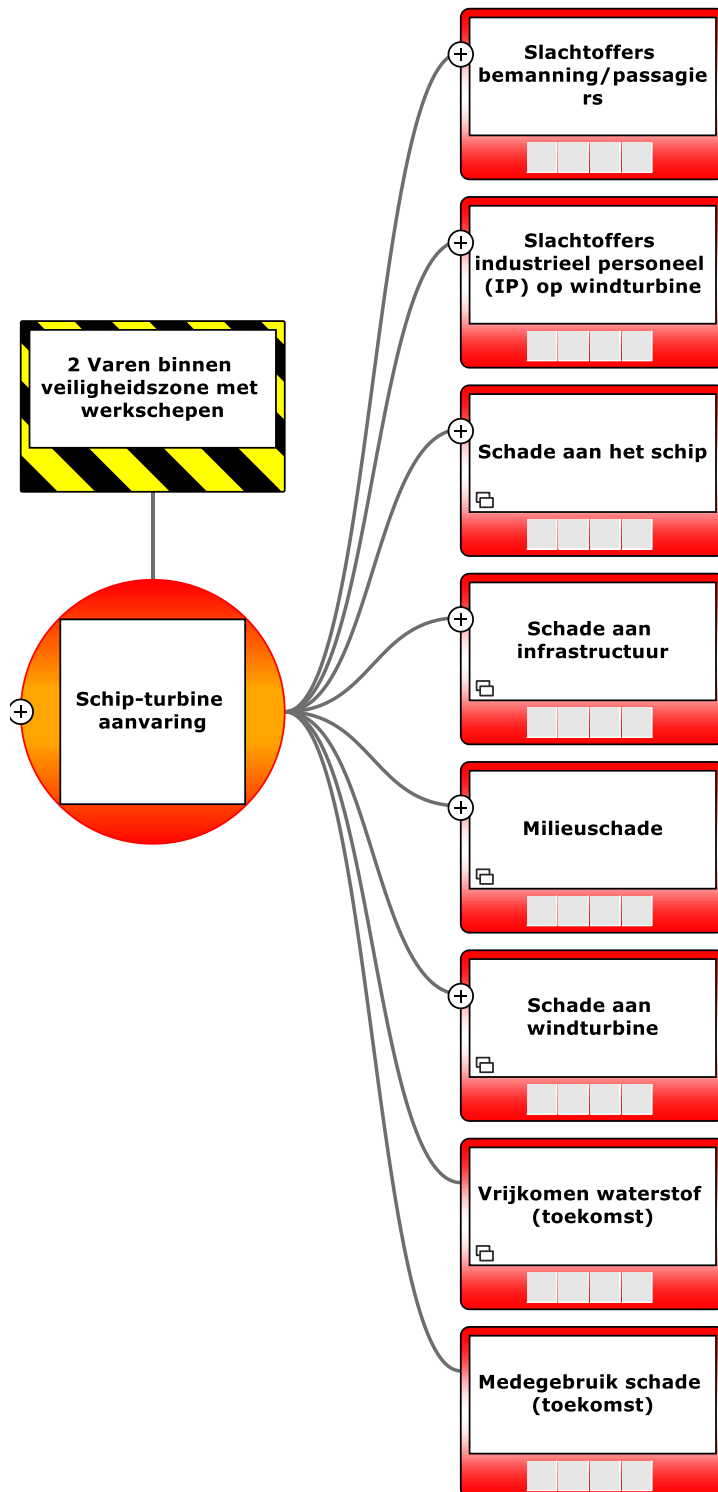 Slachtoffers
bemanning/passagie
rs
Slachtoffers
industrieel personeel
(IP) op windturbine
2 Varen binnen
veiligheidszone met
werkschepen
Schade aan het schip
Schade aan
infrastructuur
Schip-turbine
aanvaring
Milieuschade
Schade aan
windturbine
Vrijkomen waterstof
(toekomst)
Medegebruik schade
(toekomst)